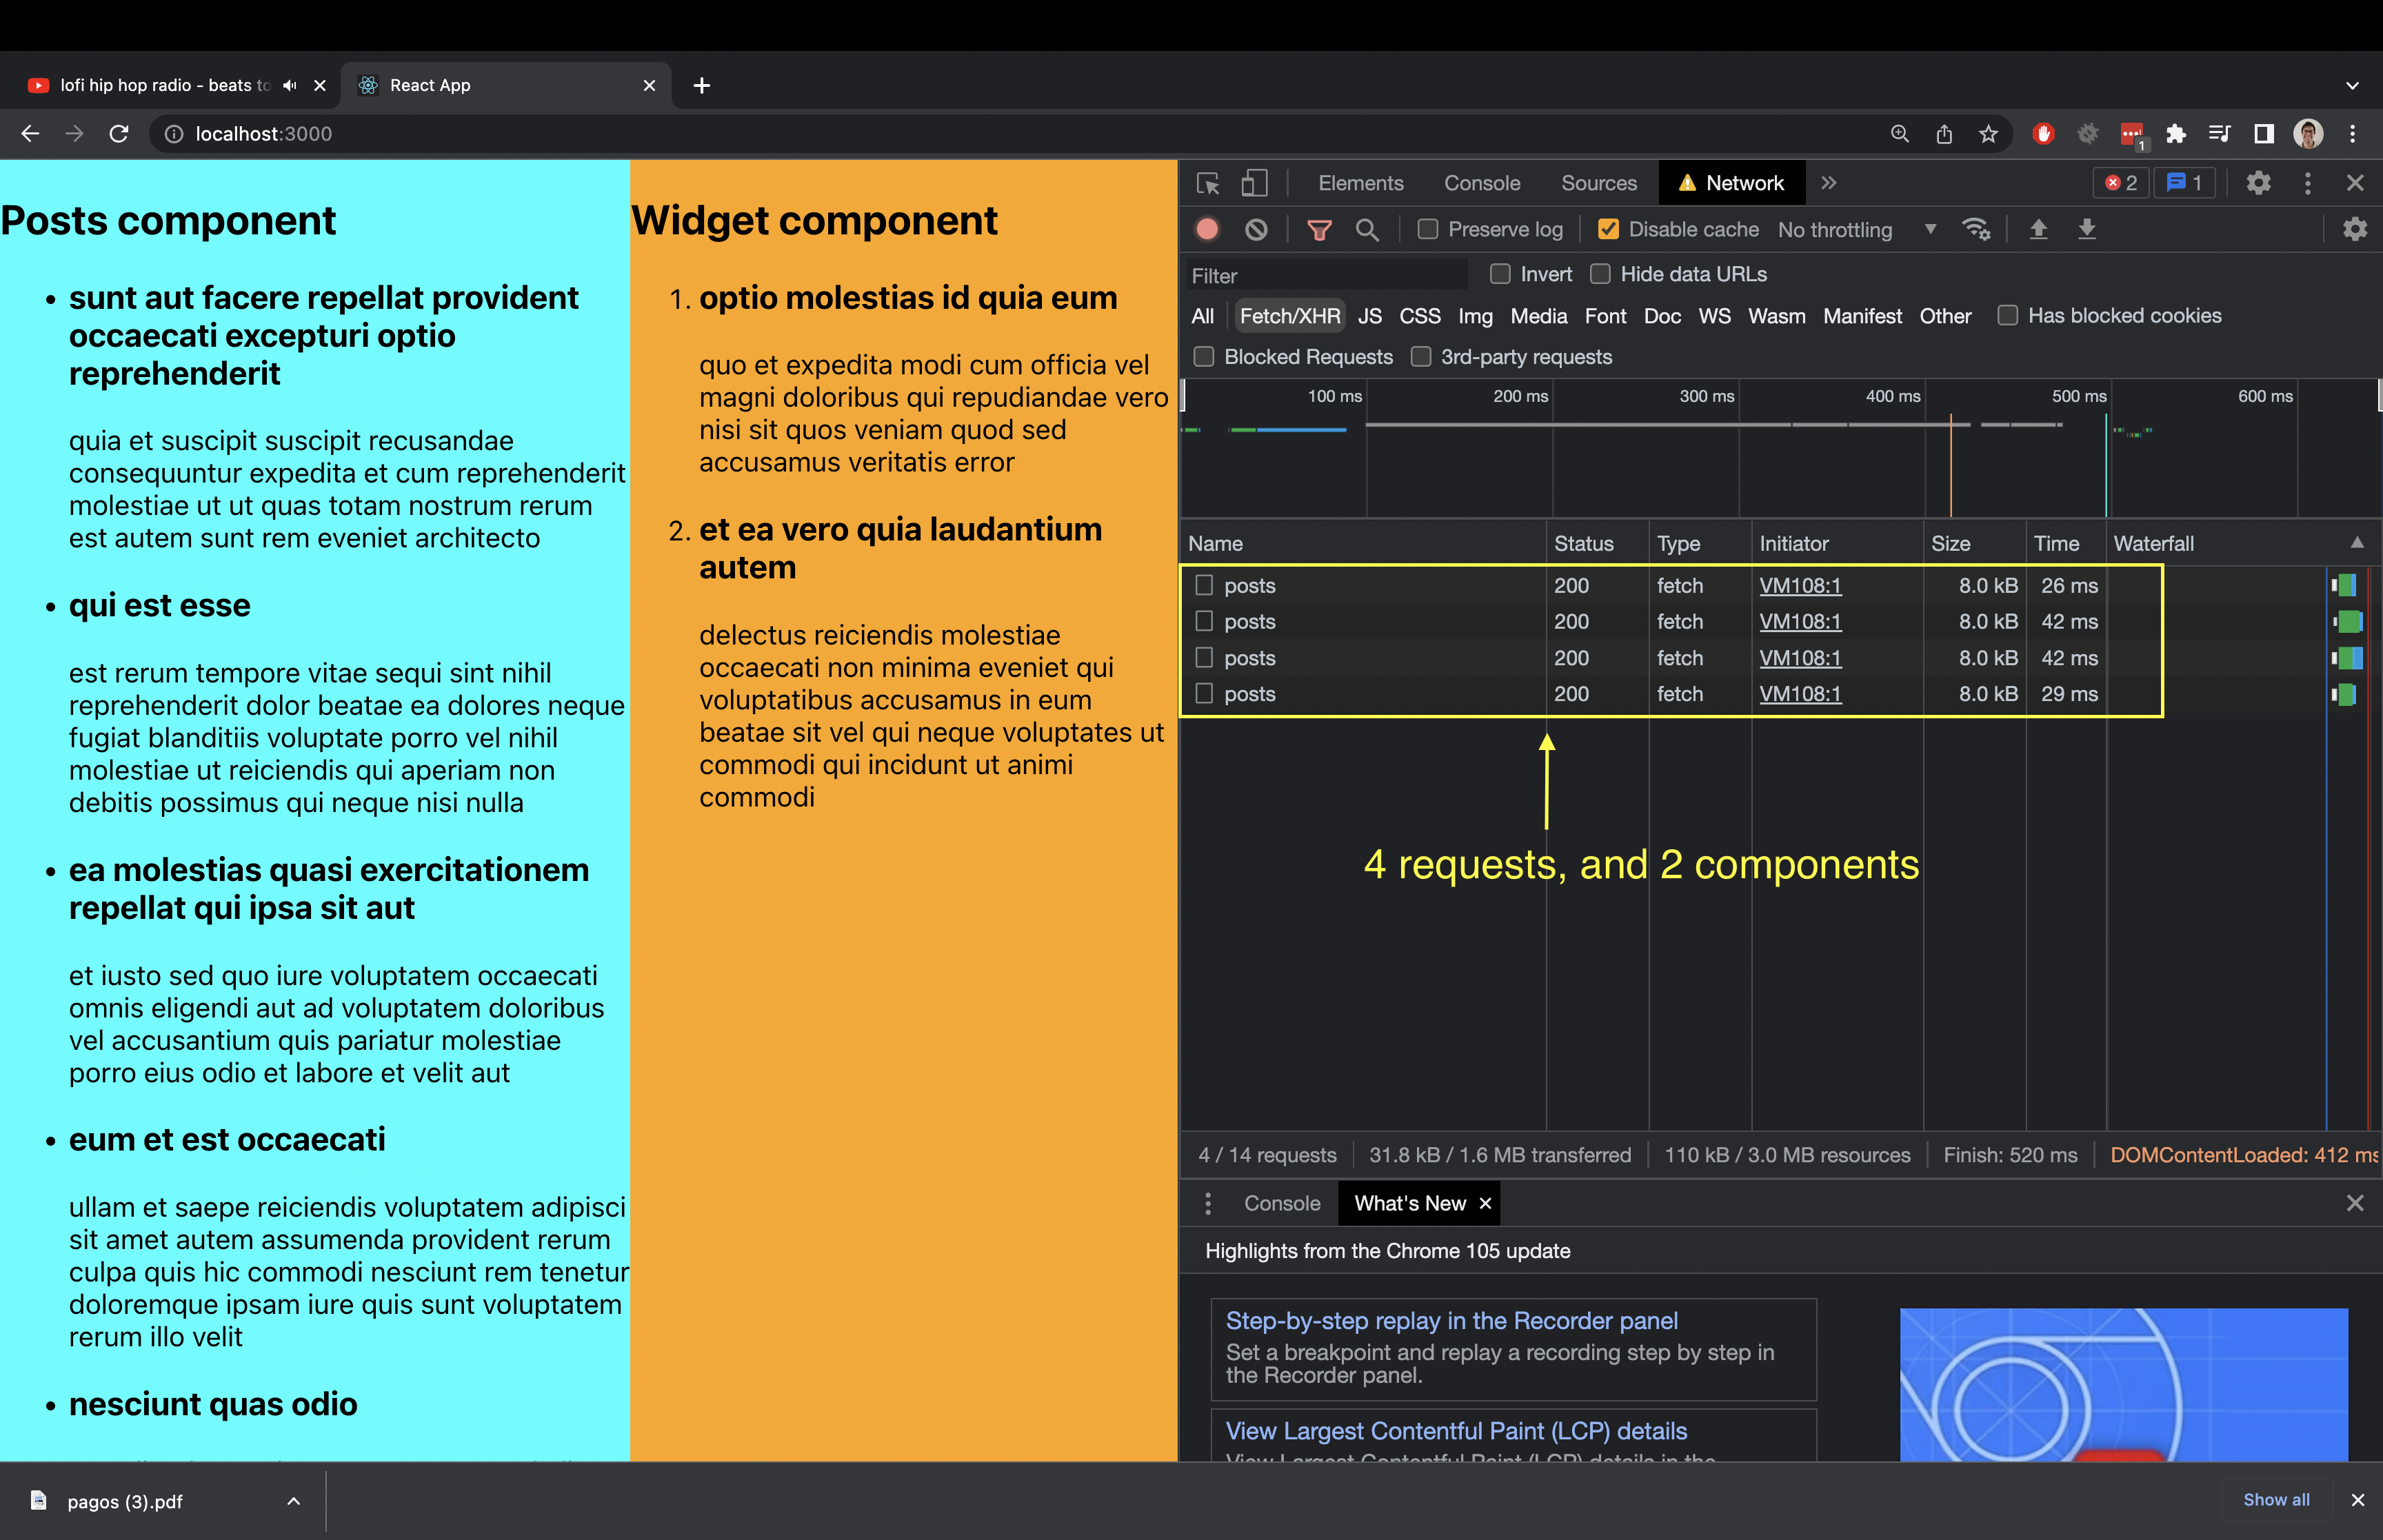 lofi hip hop radio - beats to
React App
localhost:3000
1
Posts component
sunt aut facere repellat provident
occaecati excepturi optio
reprehenderit
quia et suscipit suscipit recusandae
consequuntur expedita et cum reprehenderit
molestiae ut ut quas totam nostrum rerum
est autem sunt rem eveniet architecto
qui est esse
est rerum tempore vitae sequi sint nihil
reprehenderit dolor beatae ea dolores neque
fugiat blanditiis voluptate porro vel nihil
molestiae ut reiciendis qui aperiam non
debitis possimus qui neque nisi nulla
ea molestias quasi exercitationem
repellat qui ipsa sit aut
et iusto sed quo iure voluptatem occaecati
omnis eligendi aut ad voluptatem doloribus
vel accusantium quis pariatur molestiae
porro eius odio et labore et velit aut
eum et est occaecati
ullam et saepe reiciendis voluptatem adipisci
sit amet autem assumenda provident rerum
culpa quis hic commodi nesciunt rem tenetur
doloremque ipsam iure quis sunt voluptatem
rerum illo velit
nesciunt quas odio
Widget component
1. optio molestias id quia eum
quo et expedita modi cum officia vel
magni doloribus qui repudiandae vero
nisi sit quos veniam quod sed
accusamus veritatis error
2. et ea vero quia laudantium
autem
delectus reiciendis molestiae
occaecati non minima eveniet qui
voluptatibus accusamus in eum
beatae sit vel qui neque voluptates ut
commodi qui incidunt ut animi
commodi
Elements Console Sources Network 2 1
Preserve log Disable cache No throttling
Filter Invert Hide data URLs
All Fetch/XHR JS CSS Img Media Font Doc WS Wasm Manifest Other Has blocked cookies
Blocked Requests 3rd-party requests
100 ms 200 ms 300 ms 400 ms 500 ms 600 ms
Name Status Type Initiator Size Time Waterfall
posts 200 fetch VM108:1 8.0 kB 26 ms
posts 200 fetch VM108:1 8.0 kB 42 ms
posts 200 fetch VM108:1 8.0 kB 42 ms
posts 200 fetch VM108:1 8.0 kB 29 ms
4 requests, and 2 components
4 / 14 requests 31.8 kB / 1.6 MB transferred 110 kB / 3.0 MB resources Finish: 520 ms DOMContentLoaded: 412 ms
Console What's New
Highlights from the Chrome 105 update
Step-by-step replay in the Recorder panel
Set a breakpoint and replay a recording step by step in
the Recorder panel.
View Largest Contentful Paint (LCP) details
View Largest Contentful Paint (LCP) details in the
pagos (3).pdf
Show all